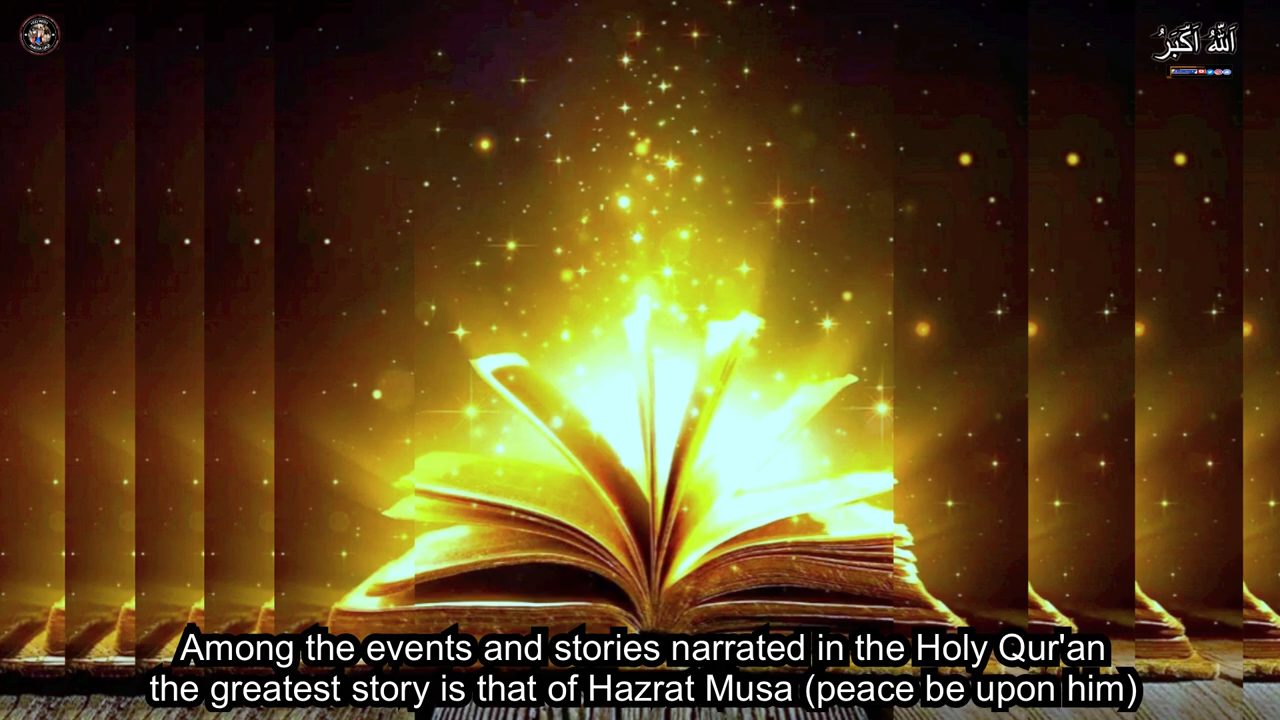 اَللّٰهُ اَكْبَرُ
Among the events and stories narrated in the Holy Qur'an
the greatest story is that of Hazrat Musa (peace be upon him)